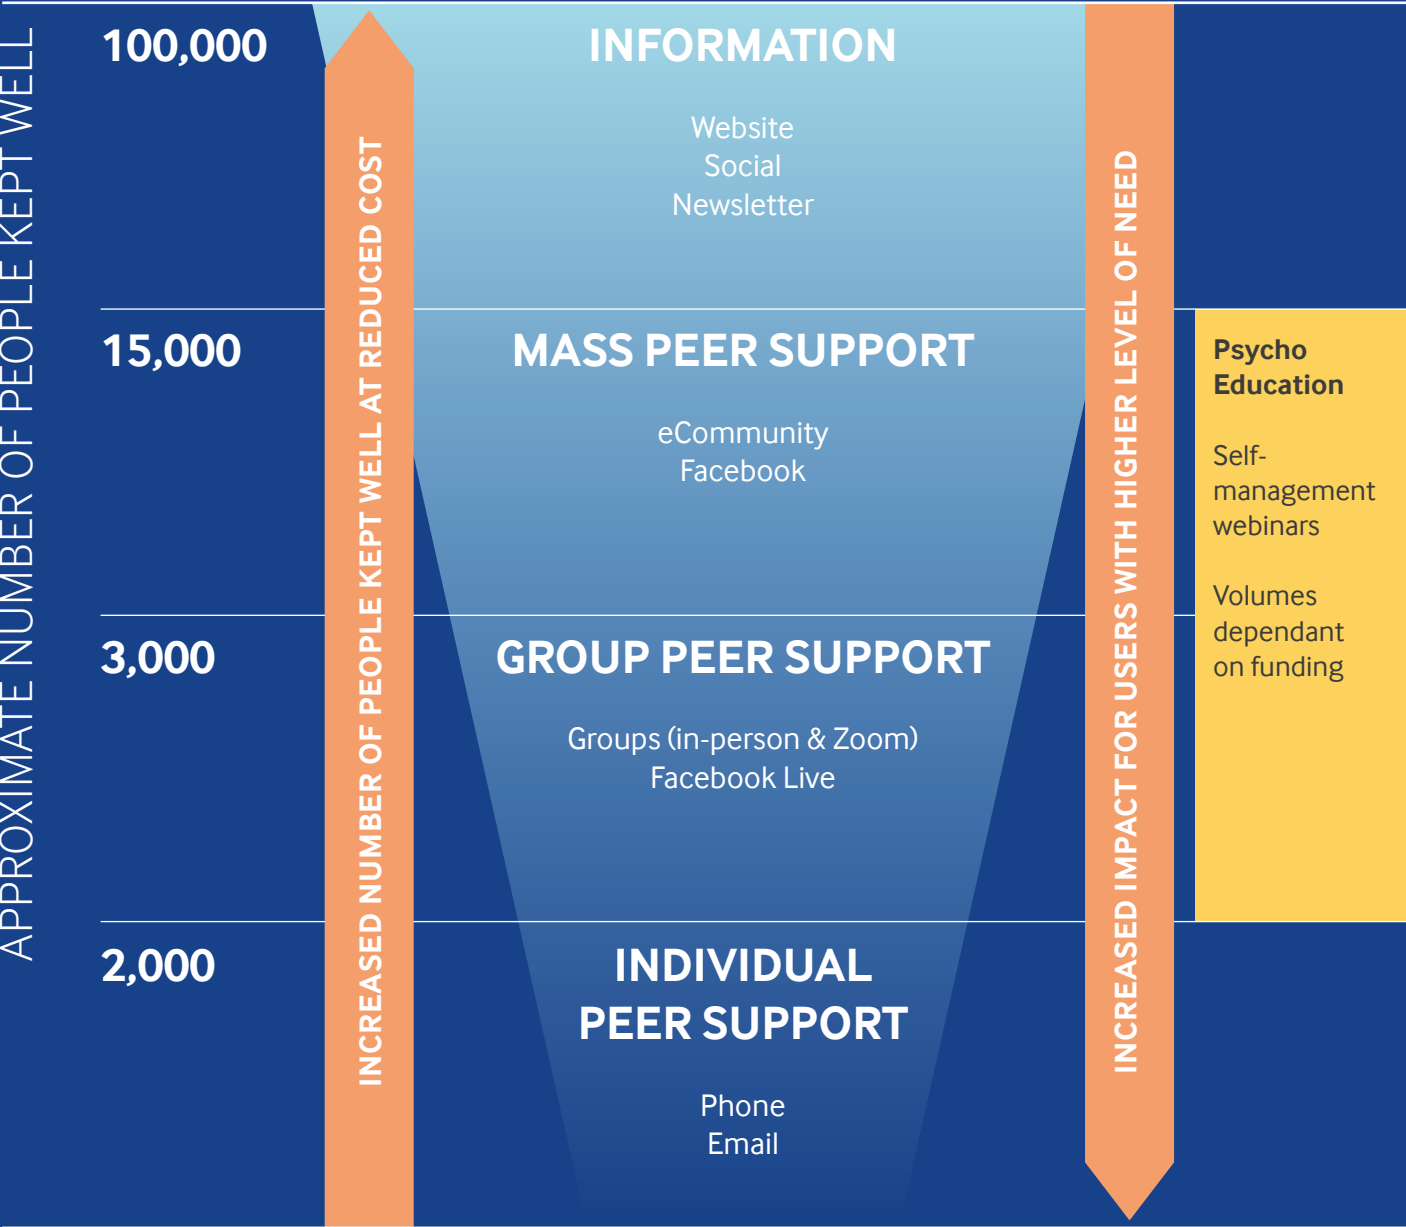 APPROXIMATE NUMBER OF PEOPLE KEPT WELL
INCREASED NUMBER OF PEOPLE KEPT WELL AT REDUCED COST
100,000
INFORMATION
Website
Social
Newsletter
15,000
MASS PEER SUPPORT
eCommunity
Facebook
3,000
GROUP PEER SUPPORT
Groups (in-person & Zoom)
Facebook Live
2,000
INDIVIDUAL
PEER SUPPORT
Phone
Email
INCREASED IMPACT FOR USERS WITH HIGHER LEVEL OF NEED
Psycho
Education
Self-
management
webinars
Volumes
dependant
on funding